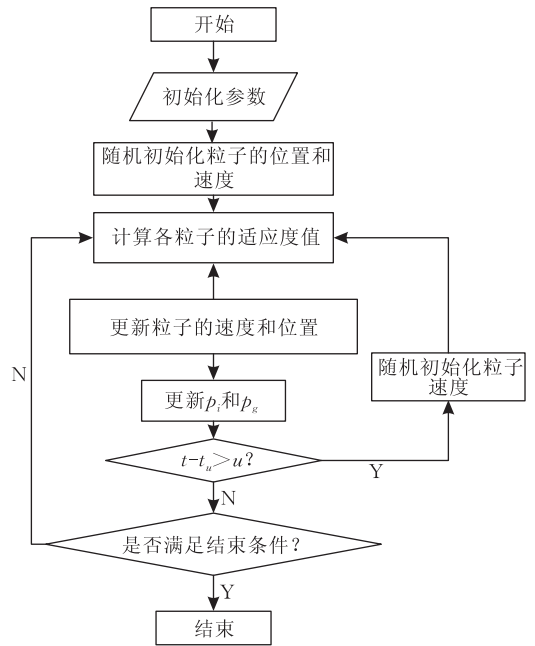 开始
初始化参数
随机初始化粒子的位置和
速度
计算各粒子的适应度值
更新粒子的速度和位置
N
随机初始化粒子
速度
更新pi和pg
t-tu>u?
Y
N
是否满足结束条件?
Y
结束